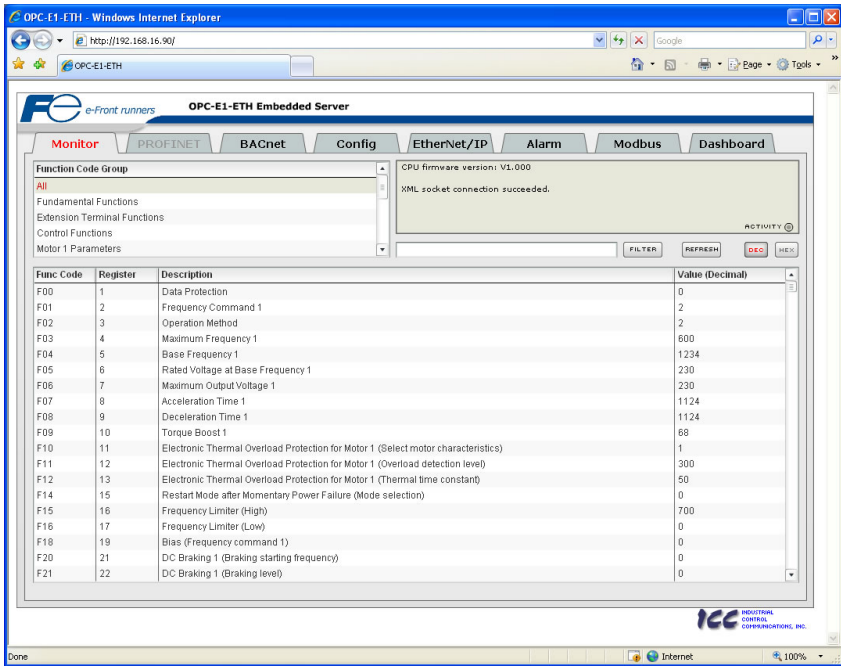 OPC-E1-ETH - Windows Internet Explorer
http://192.168.16.90/
Google
OPC-E1-ETH
Page
Tools
Fe e-Front runners
OPC-E1-ETH Embedded Server
Monitor PROFINET BACnet Config EtherNet/IP Alarm Modbus Dashboard
Function Code Group
All
Fundamental Functions
Extension Terminal Functions
Control Functions
Motor 1 Parameters
CPU firmware version: V1.000
XML socket connection succeeded.
ACTIVITY
FILTER REFRESH DEC HEX
Func Code Register Description Value (Decimal)
F00 1 Data Protection 0
F01 2 Frequency Command 1 2
F02 3 Operation Method 2
F03 4 Maximum Frequency 1 600
F04 5 Base Frequency 1 1234
F05 6 Rated Voltage at Base Frequency 1 230
F06 7 Maximum Output Voltage 1 230
F07 8 Acceleration Time 1 1124
F08 9 Deceleration Time 1 1124
F09 10 Torque Boost 1 68
F10 11 Electronic Thermal Overload Protection for Motor 1 (Select motor characteristics) 1
F11 12 Electronic Thermal Overload Protection for Motor 1 (Overload detection level) 300
F12 13 Electronic Thermal Overload Protection for Motor 1 (Thermal time constant) 50
F14 15 Restart Mode after Momentary Power Failure (Mode selection) 0
F15 16 Frequency Limiter (High) 700
F16 17 Frequency Limiter (Low) 0
F18 19 Bias (Frequency command 1) 0
F20 21 DC Braking 1 (Braking starting frequency) 0
F21 22 DC Braking 1 (Braking level) 0
ICC INDUSTRIAL
CONTROL
COMMUNICATIONS, INC.
Done
Internet
100%